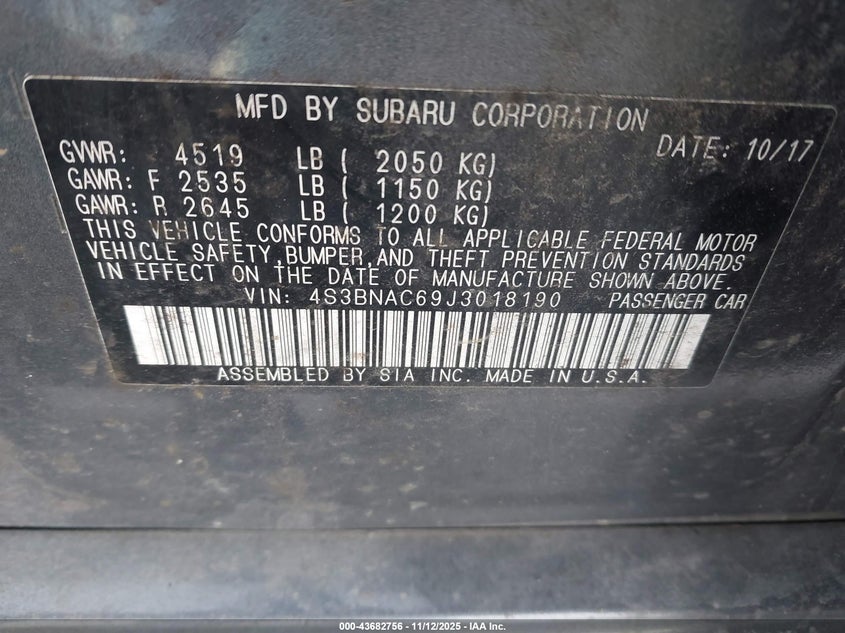 MFD BY SUBARU CORPORATION
DATE: 10/17
GVWR: 4519 LB ( 2050 KG)
GAWR: F 2535 LB ( 1150 KG)
GAWR: R 2645 LB ( 1200 KG)
THIS VEHICLE CONFORMS TO ALL APPLICABLE FEDERAL MOTOR
VEHICLE SAFETY, BUMPER, AND THEFT PREVENTION STANDARDS
IN EFFECT ON THE DATE OF MANUFACTURE SHOWN ABOVE.
VIN: 4S3BNAC69J3018190 PASSENGER CAR
ASSEMBLED BY SIA INC. MADE IN U.S.A.
000-43682756 - 11/12/2025 - IAA Inc.